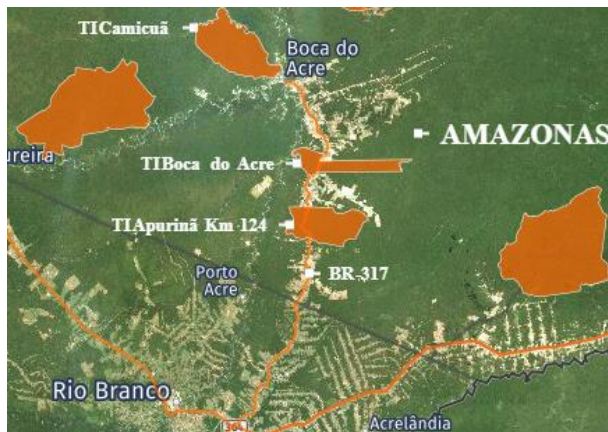 TICamicuã
Boca do
Acre
AMAZONAS
ureira
TIBoca do Acre
TIApurinã Km 124
BR-317
Porto
Acre
Rio Branco
364
Acrelândia